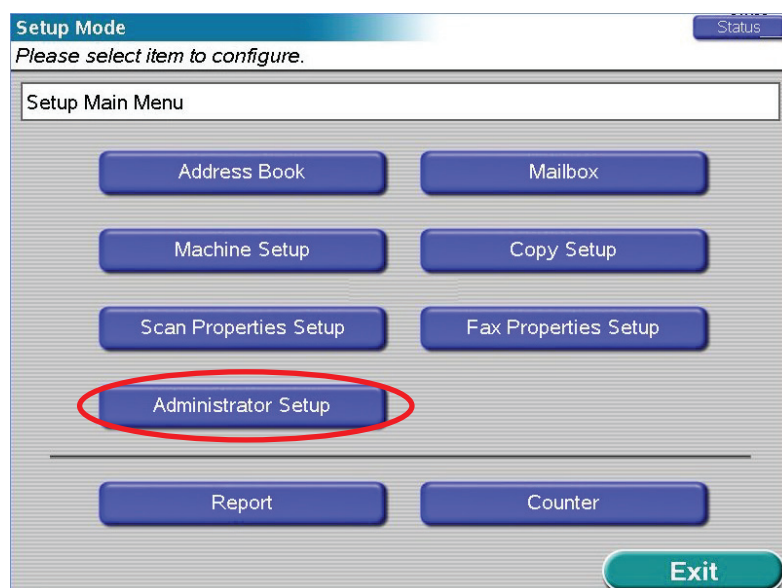 Setup Mode
Status
Please select item to configure.
Setup Main Menu
Address Book Mailbox
Machine Setup Copy Setup
Scan Properties Setup Fax Properties Setup
Administrator Setup
Report Counter
Exit